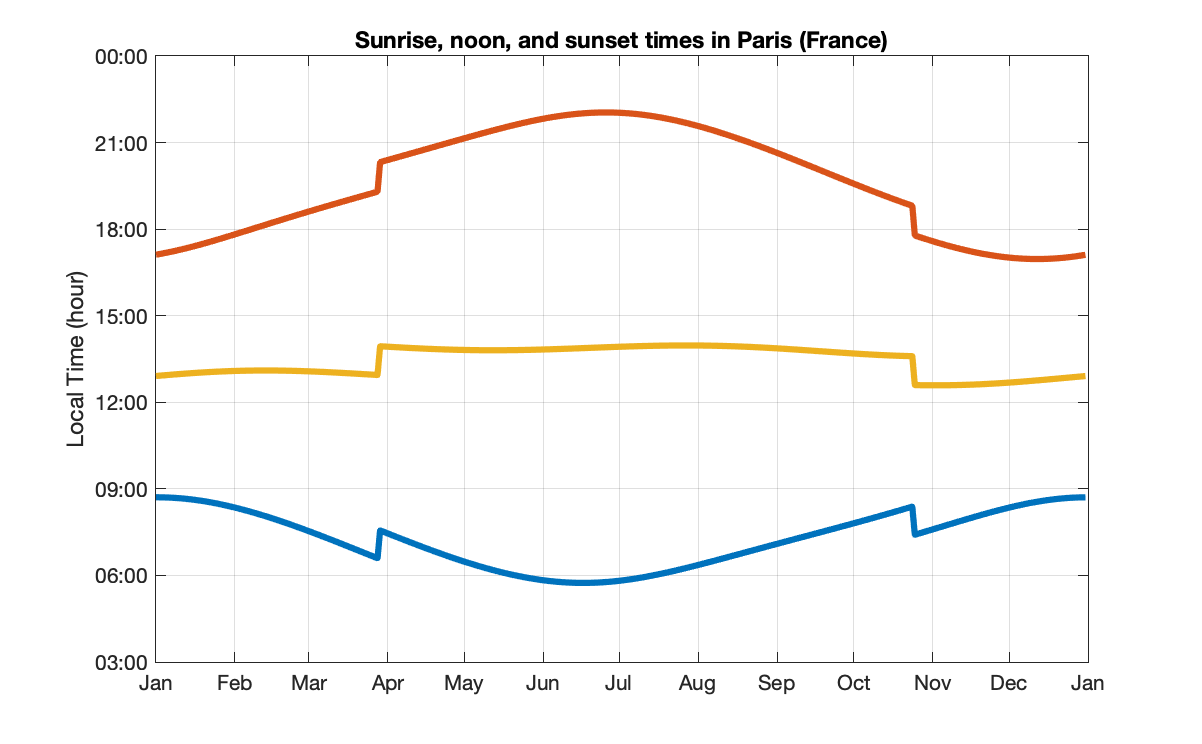 Sunrise, noon, and sunset times in Paris (France)
00:00
21:00
18:00
15:00
12:00
09:00
06:00
03:00
Local Time (hour)
Jan Feb Mar Apr May Jun Jul Aug Sep Oct Nov Dec Jan